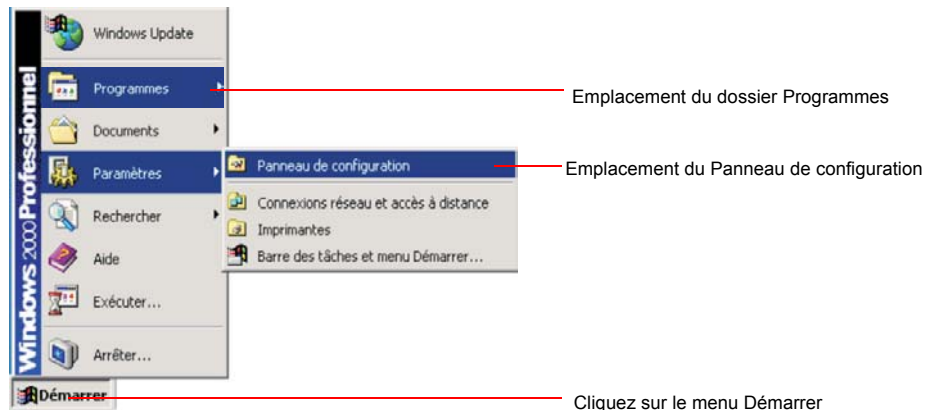 Windows 2000 Professionnel
Windows Update
Programmes
Documents
Paramètres
Rechercher
Aide
Exécuter...
Arrêter...
Démarrer
Panneau de configuration
Connexions réseau et accès à distance
Imprimantes
Barre des tâches et menu Démarrer...
Emplacement du dossier Programmes
Emplacement du Panneau de configuration
Cliquez sur le menu Démarrer